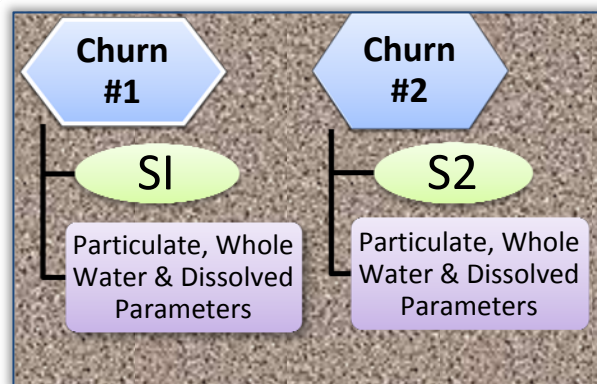 Churn
#1
SI
Particulate, Whole
Water & Dissolved
Parameters
Churn
#2
S2
Particulate, Whole
Water & Dissolved
Parameters